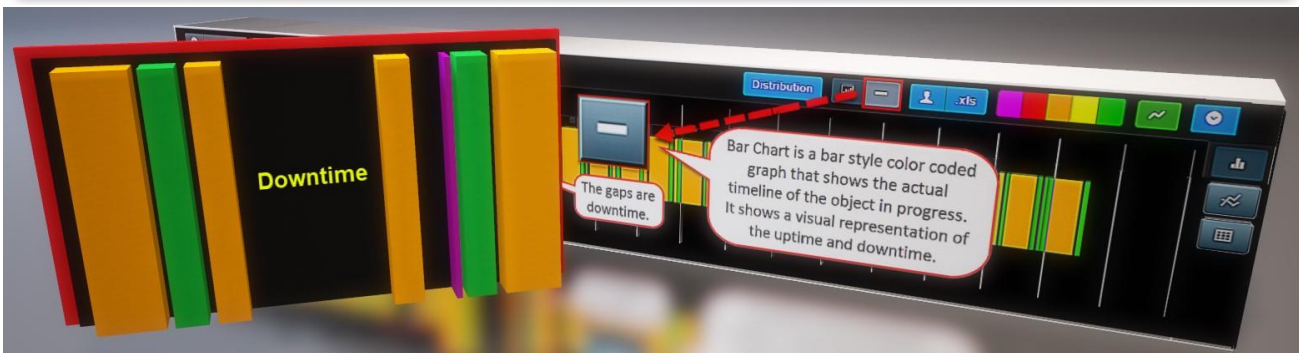 Distribution
.xls
Downtime
The gaps are
downtime.
Bar Chart is a bar style color coded
graph that shows the actual
timeline of the object in progress.
It shows a visual representation of
the uptime and downtime.